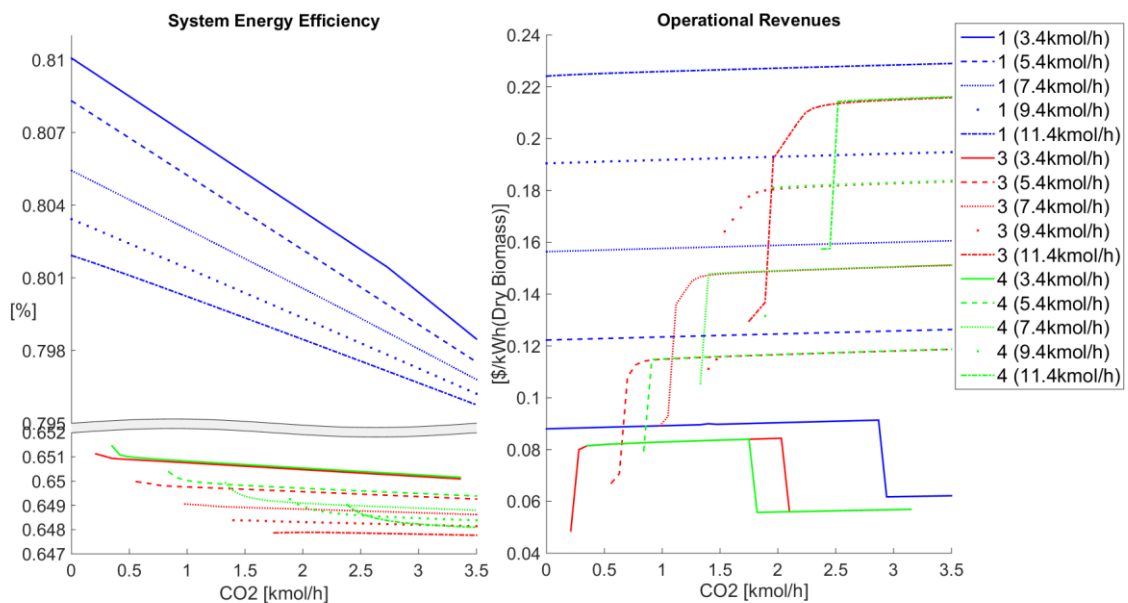 System Energy Efficiency
0.81
0.807
0.804
0.801
[%]
0.798
0.795
0.652
0.651
0.65
0.649
0.648
0.647
0
0.5
1
1.5
2
2.5
3
3.5
CO2 [kmol/h]
Operational Revenues
[$/kWh(Dry Biomass)]
0.24
0.22
0.2
0.18
0.16
0.14
0.12
0.1
0.08
0.06
0.04
0
0.5
1
1.5
2
2.5
3
3.5
CO2 [kmol/h]
1 (3.4kmol/h)
1 (5.4kmol/h)
1 (7.4kmol/h)
1 (9.4kmol/h)
1 (11.4kmol/h)
3 (3.4kmol/h)
3 (5.4kmol/h)
3 (7.4kmol/h)
3 (9.4kmol/h)
3 (11.4kmol/h)
4 (3.4kmol/h)
4 (5.4kmol/h)
4 (7.4kmol/h)
4 (9.4kmol/h)
4 (11.4kmol/h)